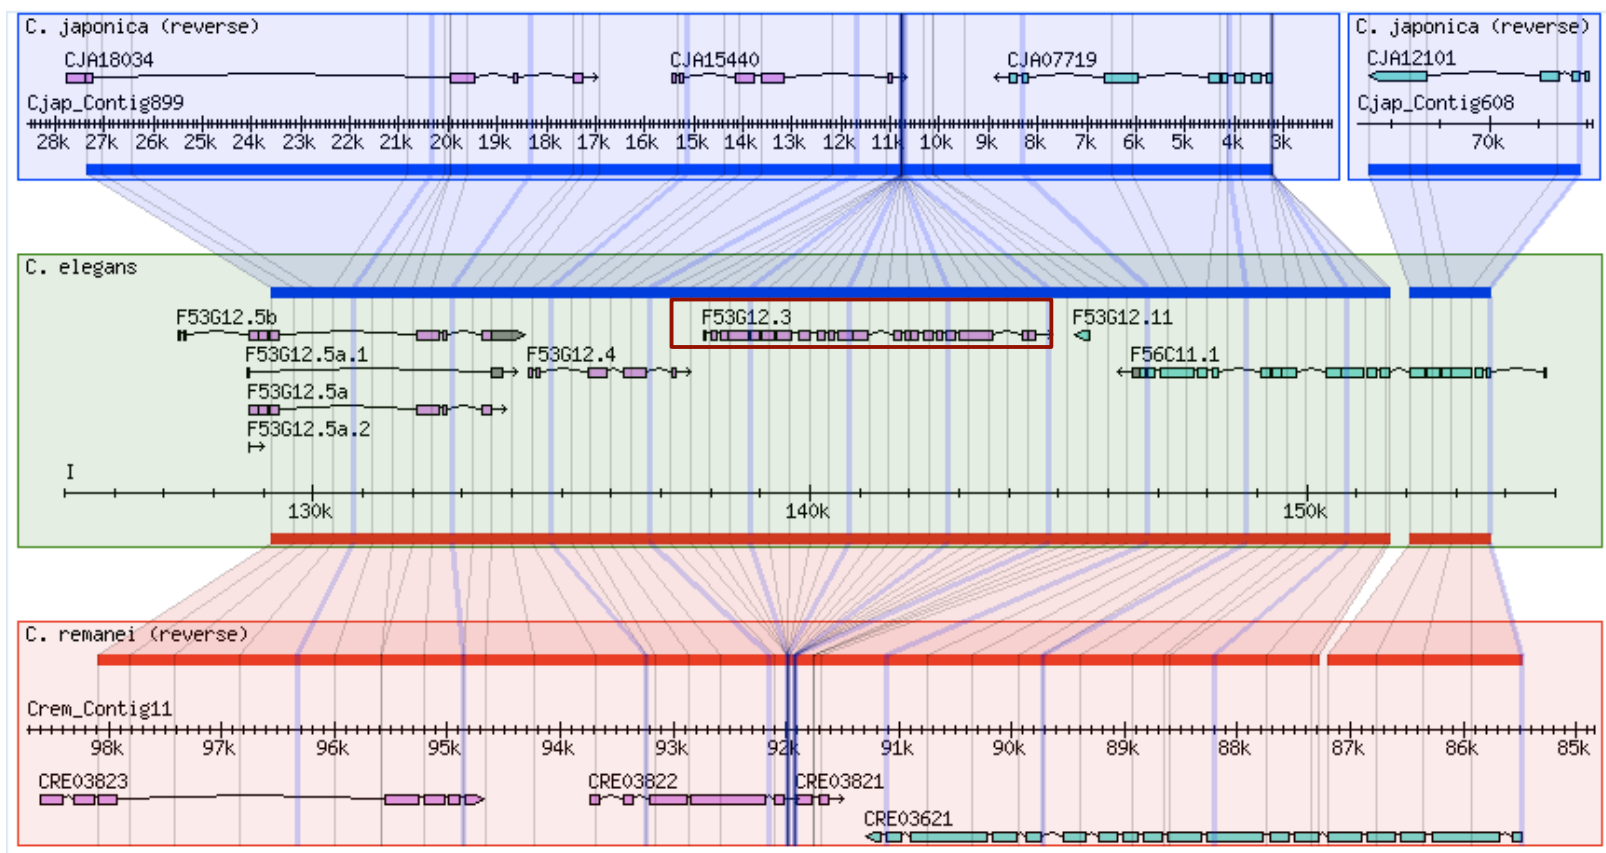 C. japonica (reverse)
CJA18034 CJA15440 CJA07719
Cjap_Contig899
28k 27k 26k 25k 24k 23k 22k 21k 20k 19k 18k 17k 16k 15k 14k 13k 12k 11k 10k 9k 8k 7k 6k 5k 4k 3k
C. japonica (reverse)
CJA12101
Cjap_Contig608
70k
C. elegans
F53G12.5b F53G12.3 F53G12.11
F53G12.5a.1 F53G12.4 F56C11.1
F53G12.5a
F53G12.5a.2
I
130k 140k 150k
C. remanei (reverse)
Crem_Contig11
98k 97k 96k 95k 94k 93k 92k 91k 90k 89k 88k 87k 86k 85k
CRE03823 CRE03822 CRE03821
CRE03621